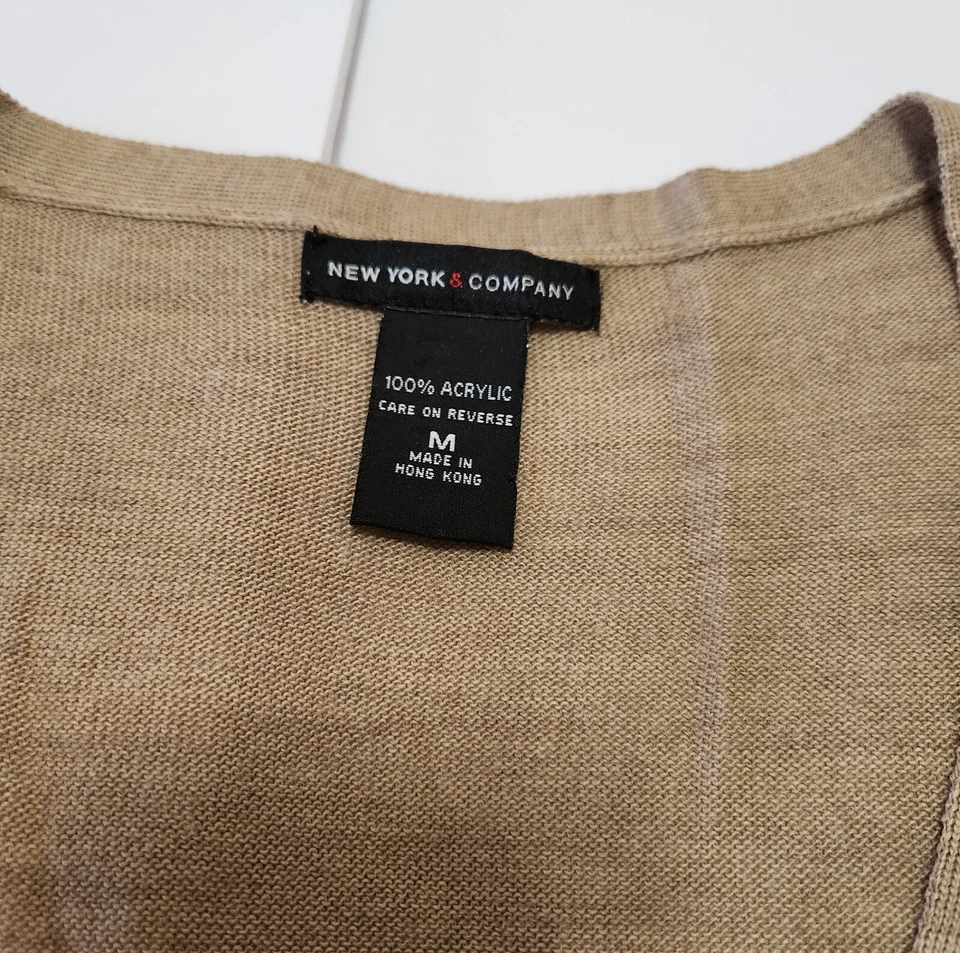 NEW YORK & COMPANY
100% ACRYLIC
CARE ON REVERSE
M
MADE IN
HONG KONG